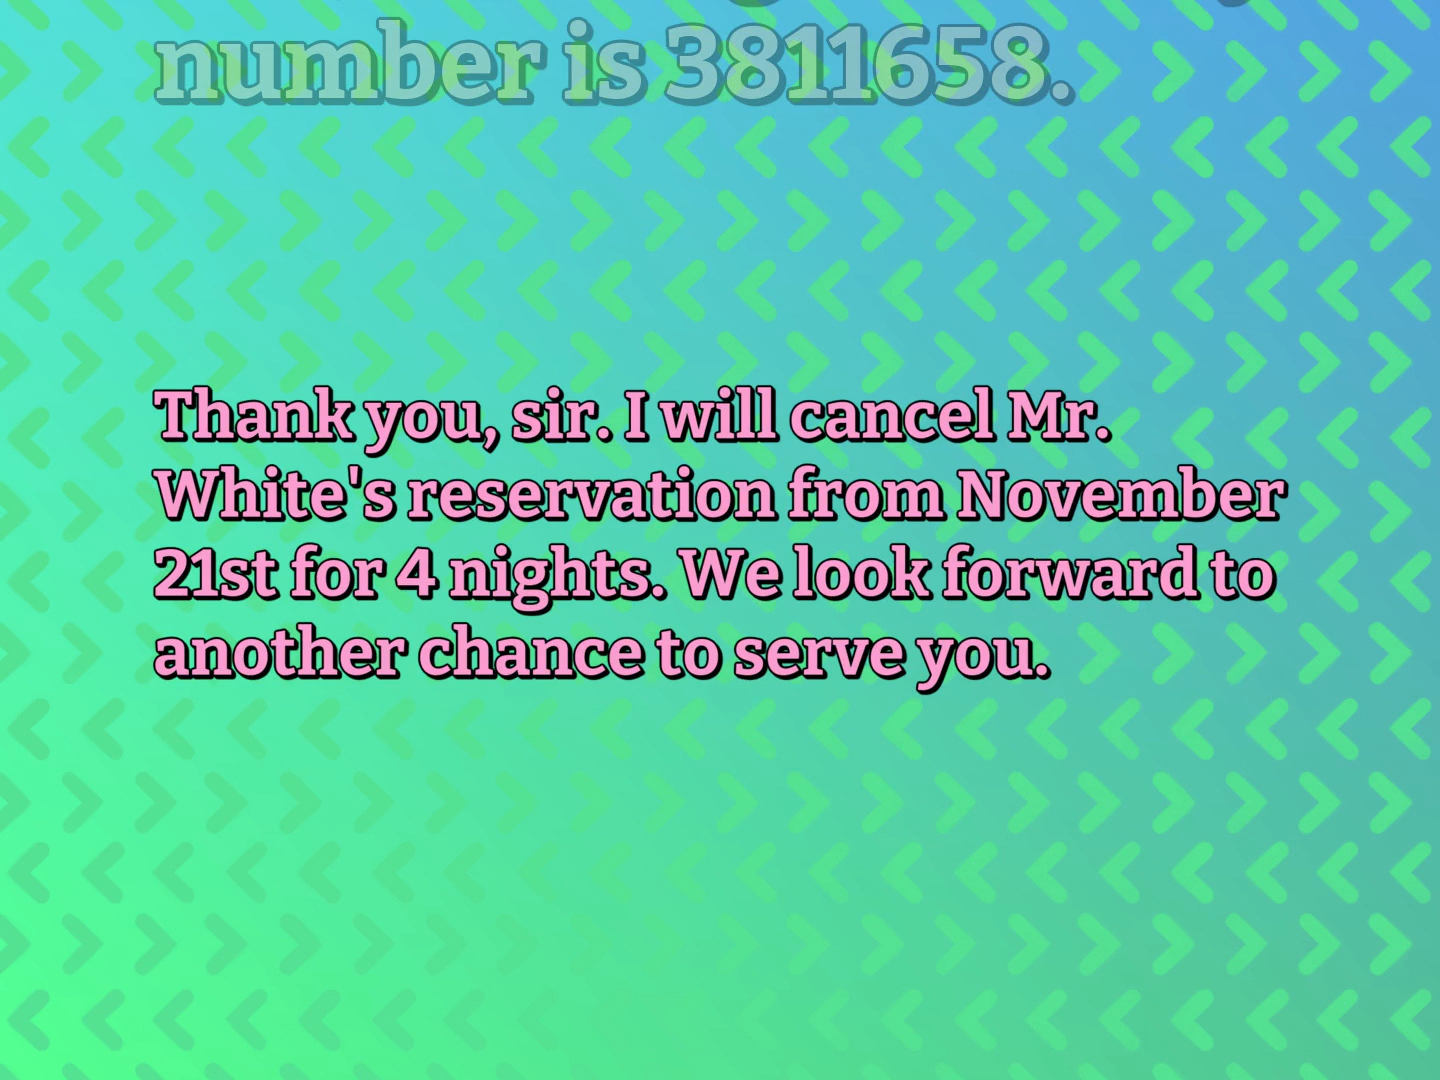 number is 3811658.
Thank you, sir. I will cancel Mr.
White's reservation from November
21st for 4 nights. We look forward to
another chance to serve you.